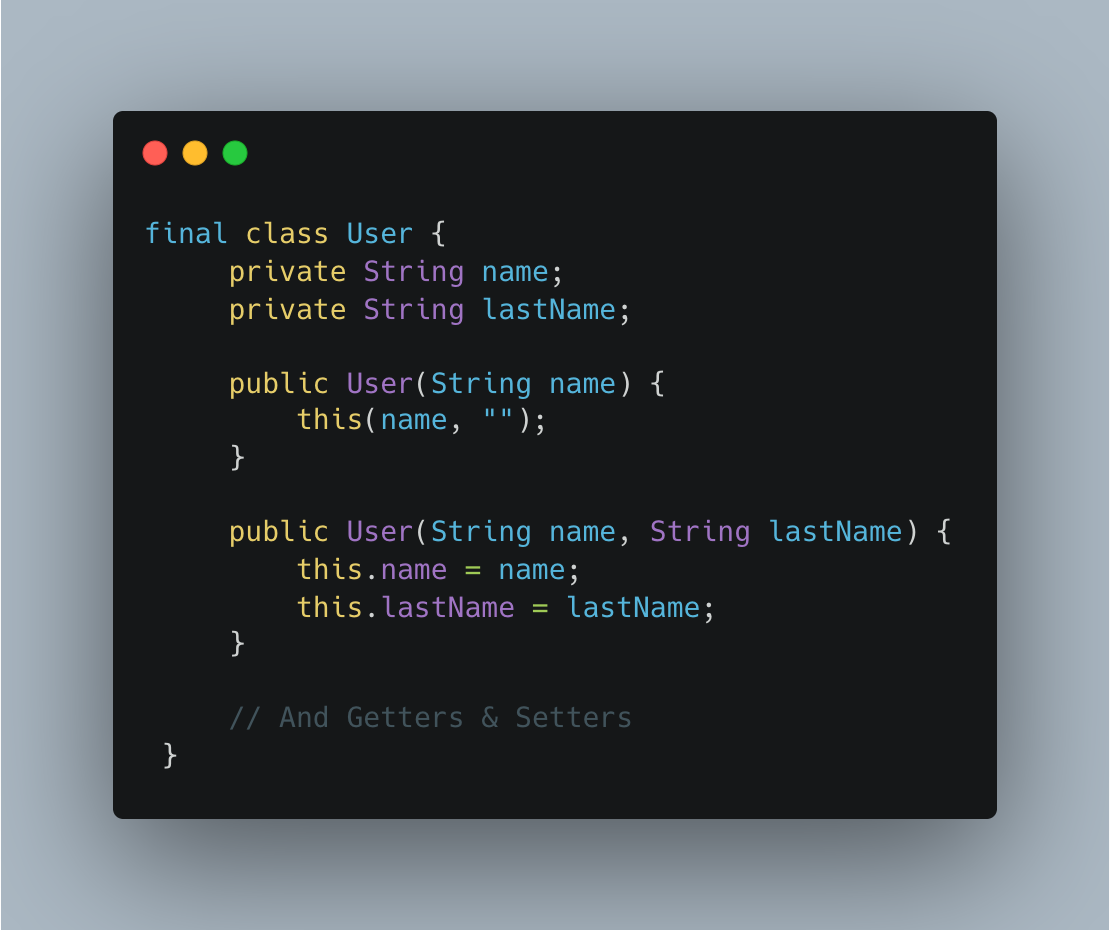 final class User {
     private String name;
     private String lastName;

     public User(String name) {
         this(name, "");
     }

     public User(String name, String lastName) {
         this.name = name;
         this.lastName = lastName;
     }

     // And Getters & Setters
 }